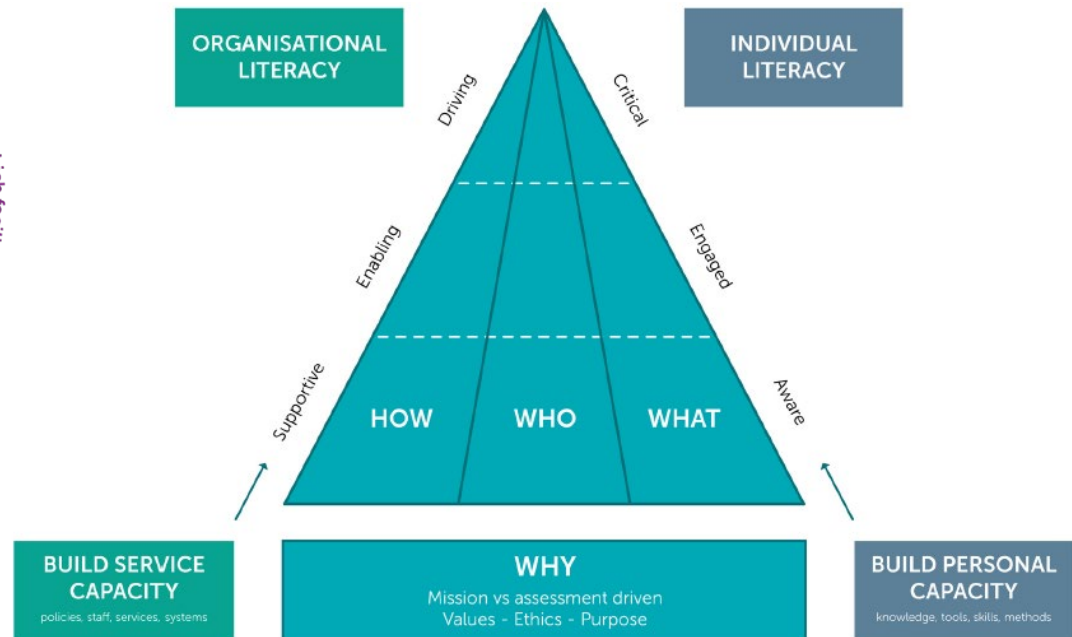 ORGANISATIONAL
LITERACY
INDIVIDUAL
LITERACY
Driving
Critical
Enabling
Engaged
Supportive
Aware
HOW
WHO
WHAT
BUILD SERVICE
CAPACITY
policies, staff, services, systems
WHY
Mission vs assessment driven
Values - Ethics - Purpose
BUILD PERSONAL
CAPACITY
knowledge, tools, skills, methods